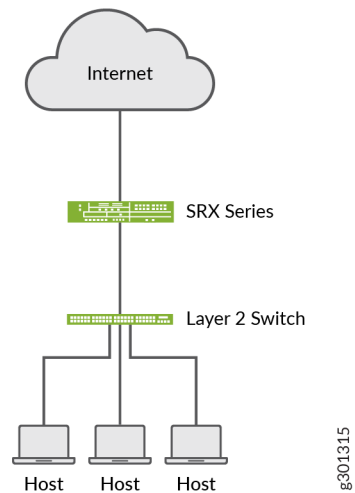 Internet
SRX Series
Layer 2 Switch
Host
Host
Host
g301315